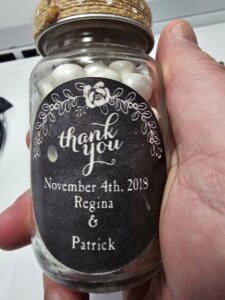 thank
you
November 4th, 2018
Regina
&
Patrick